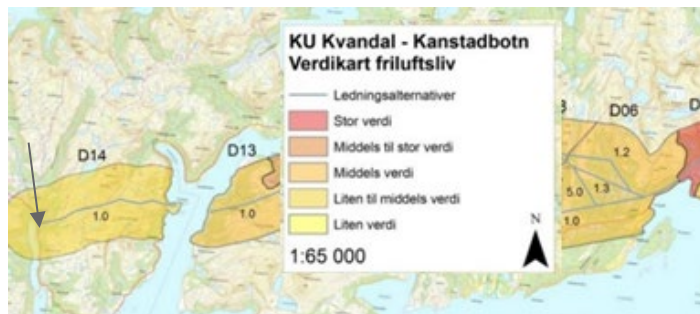 KU Kvandal - Kanstadbotn
Verdikart friluftsliv
Ledningsalternativer
Stor verdi
Middels til stor verdi
Middels verdi
Liten til middels verdi
Liten verdi
1:65 000
N
D14
1.0
D13
1.0
D06
1.2
5.0
1.3
1.0